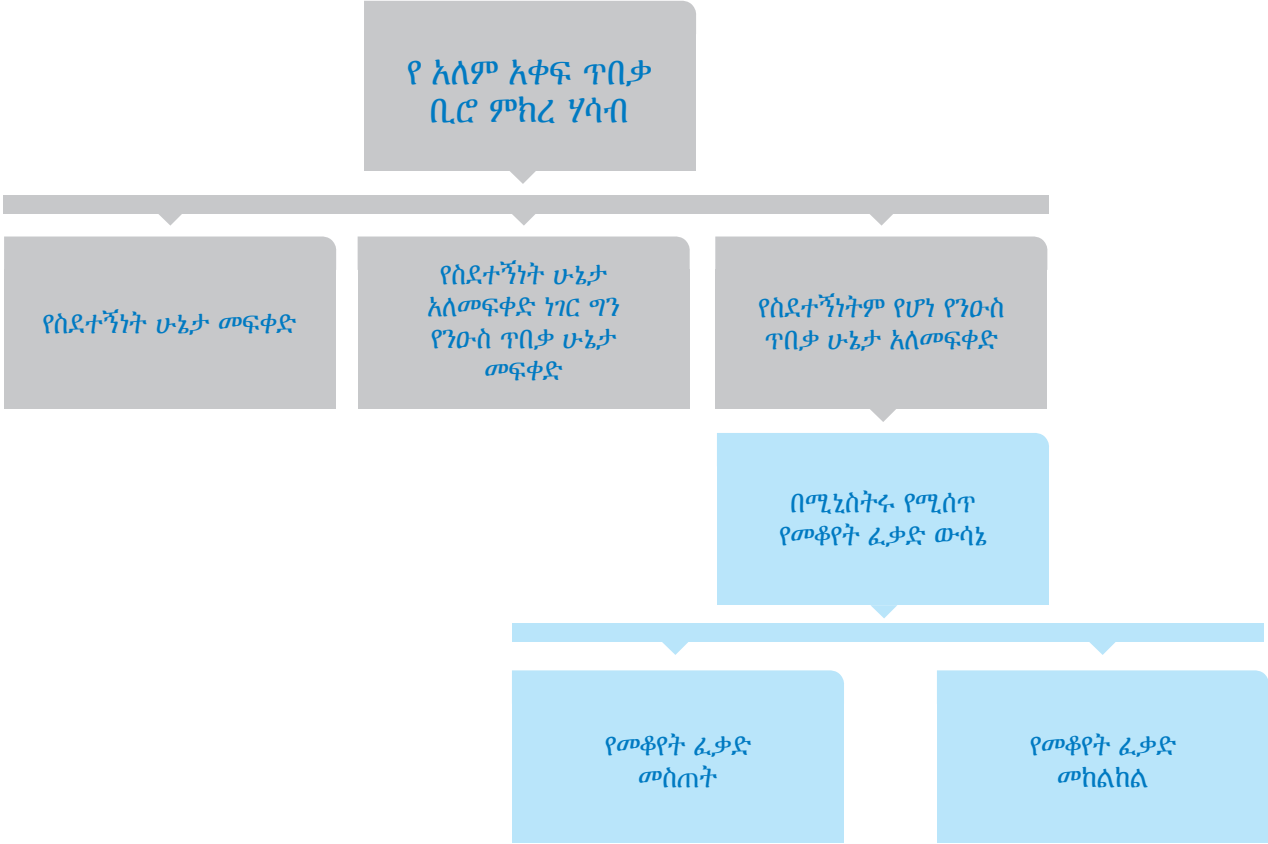 የ አለም አቀፍ ጥበቃ
ቢሮ ምክረ ሃሳብ
የስደተኝነት ሁኔታ መፍቀድ
የስደተኝነት ሁኔታ
አለመፍቀድ ነገር ግን
የንዑስ ጥበቃ ሁኔታ
መፍቀድ
የስደተኝነትም የሆነ የንዑስ
ጥበቃ ሁኔታ አለመፍቀድ
በሚኒስትሩ የሚሰጥ
የመቆየት ፈቃድ ውሳኔ
የመቆየት ፈቃድ
መስጠት
የመቆየት ፈቃድ
መከልከል